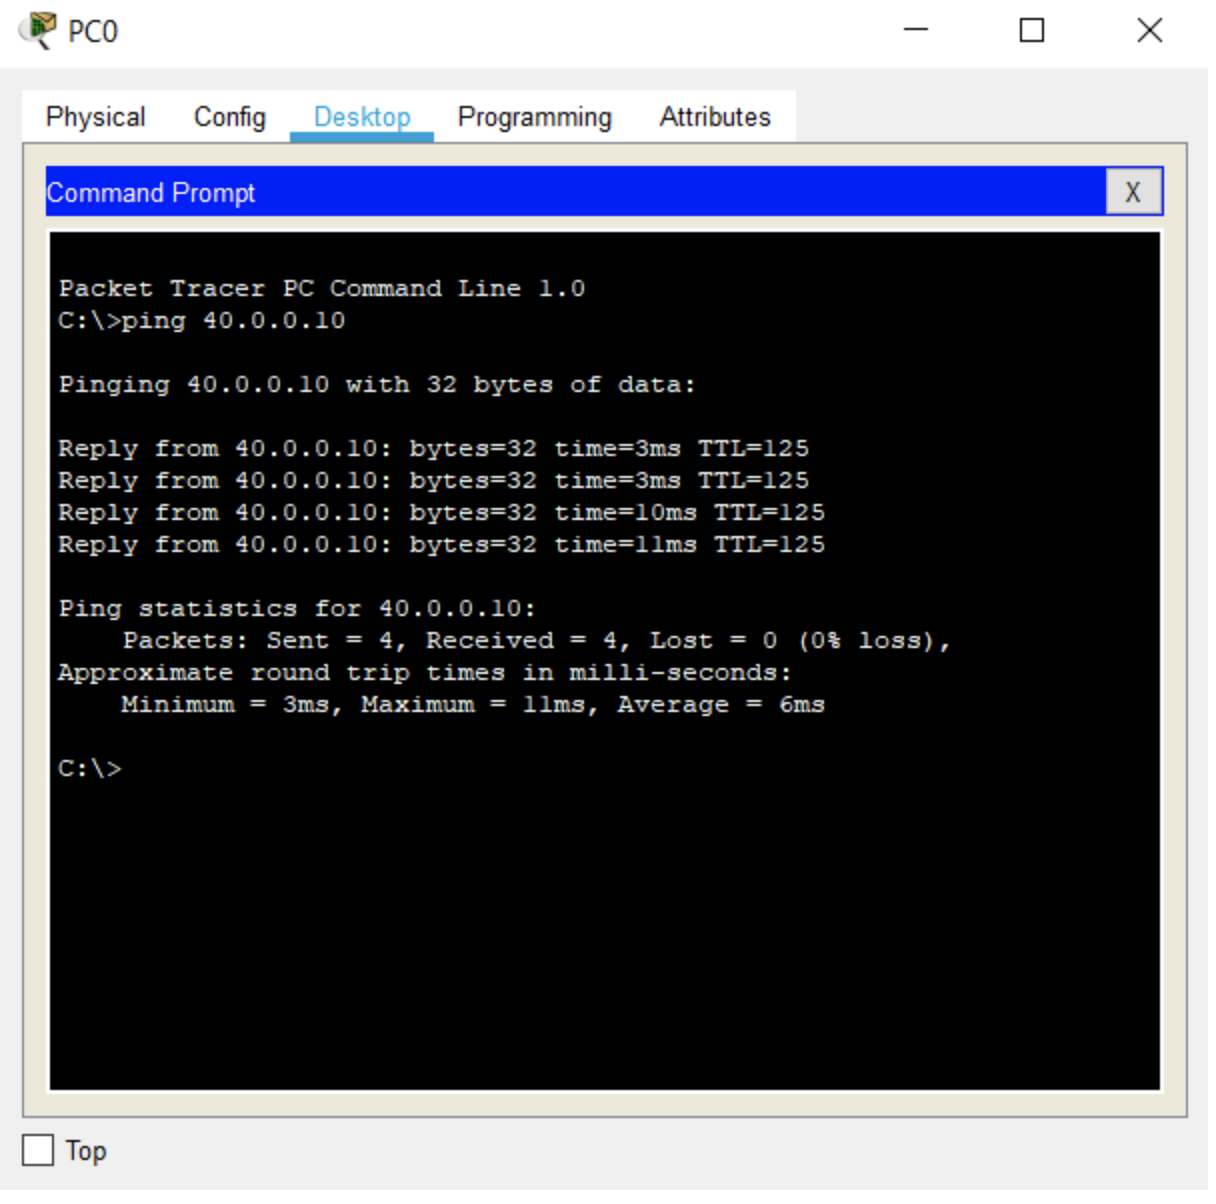 PC0
Physical Config Desktop Programming Attributes
Command Prompt X
Packet Tracer PC Command Line 1.0
C:\>ping 40.0.0.10
Pinging 40.0.0.10 with 32 bytes of data:
Reply from 40.0.0.10: bytes=32 time=3ms TTL=125
Reply from 40.0.0.10: bytes=32 time=3ms TTL=125
Reply from 40.0.0.10: bytes=32 time=10ms TTL=125
Reply from 40.0.0.10: bytes=32 time=11ms TTL=125
Ping statistics for 40.0.0.10:
    Packets: Sent = 4, Received = 4, Lost = 0 (0% loss),
Approximate round trip times in milli-seconds:
    Minimum = 3ms, Maximum = 11ms, Average = 6ms
C:\>
Top